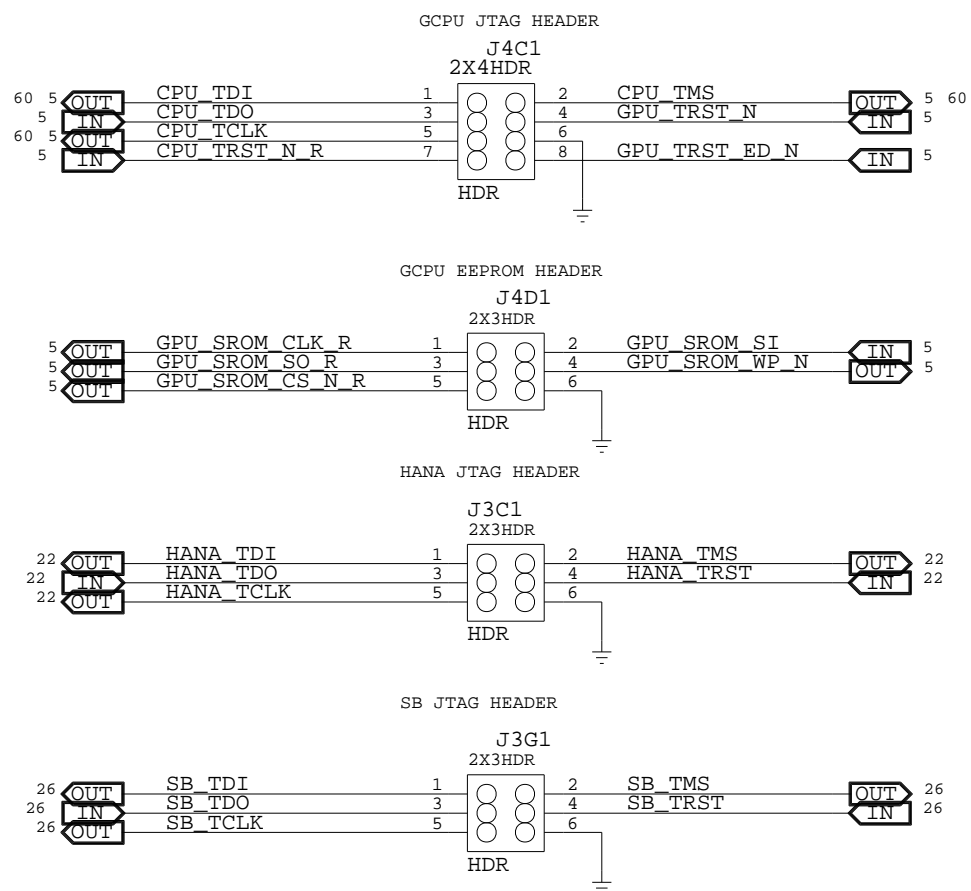 GCPU JTAG HEADER
J4C1
2X4HDR
60 5 OUT CPU_TDI 1 2 CPU_TMS OUT 5 60
5 IN CPU_TDO 3 4 GPU_TRST_N IN 5
60 5 OUT CPU_TCLK 5 6
5 IN CPU_TRST_N_R 7 8 GPU_TRST_ED_N IN 5
HDR
GCPU EEPROM HEADER
J4D1
2X3HDR
5 OUT GPU_SROM_CLK_R 1 2 GPU_SROM_SI IN 5
5 OUT GPU_SROM_SO_R 3 4 GPU_SROM_WP_N OUT 5
5 OUT GPU_SROM_CS_N_R 5 6
HDR
HANA JTAG HEADER
J3C1
2X3HDR
22 OUT HANA_TDI 1 2 HANA_TMS OUT 22
22 IN HANA_TDO 3 4 HANA_TRST IN 22
22 OUT HANA_TCLK 5 6
HDR
SB JTAG HEADER
J3G1
2X3HDR
26 OUT SB_TDI 1 2 SB_TMS OUT 26
26 IN SB_TDO 3 4 SB_TRST IN 26
26 OUT SB_TCLK 5 6
HDR